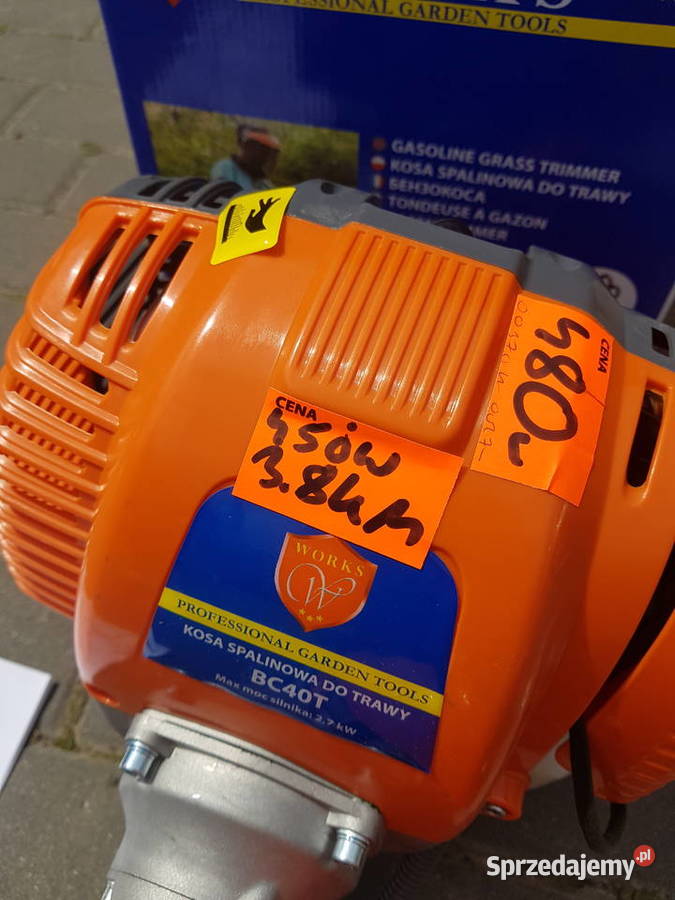 PROFESSIONAL GARDEN TOOLS
GASOLINE GRASS TRIMMER
KOSA SPALINOWA DO TRAWY
БЕНЗОКОСА
TONDEUSE A GAZON
CENA
480,-
CENA
3.8kM
WORKS
W
PROFESSIONAL GARDEN TOOLS
KOSA SPALINOWA DO TRAWY
BC40T
Max moc silnika: 2.7 kW
Sprzedajemy.pl